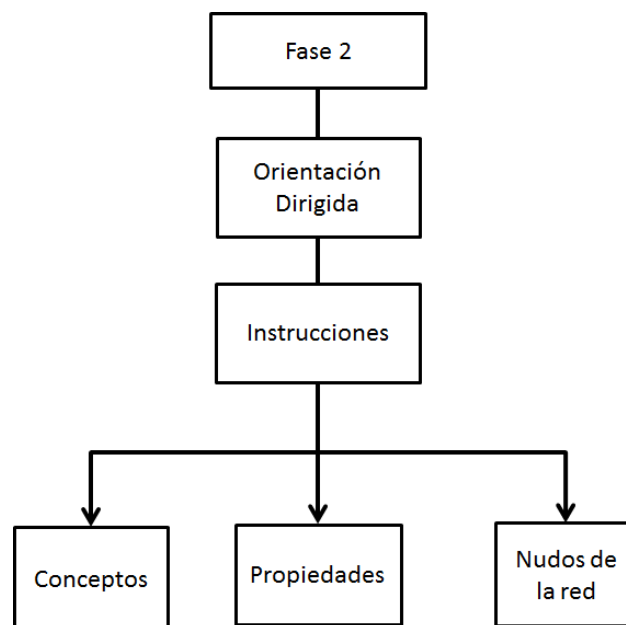 Fase 2
Orientación
Dirigida
Instrucciones
Conceptos
Propiedades
Nudos de
la red